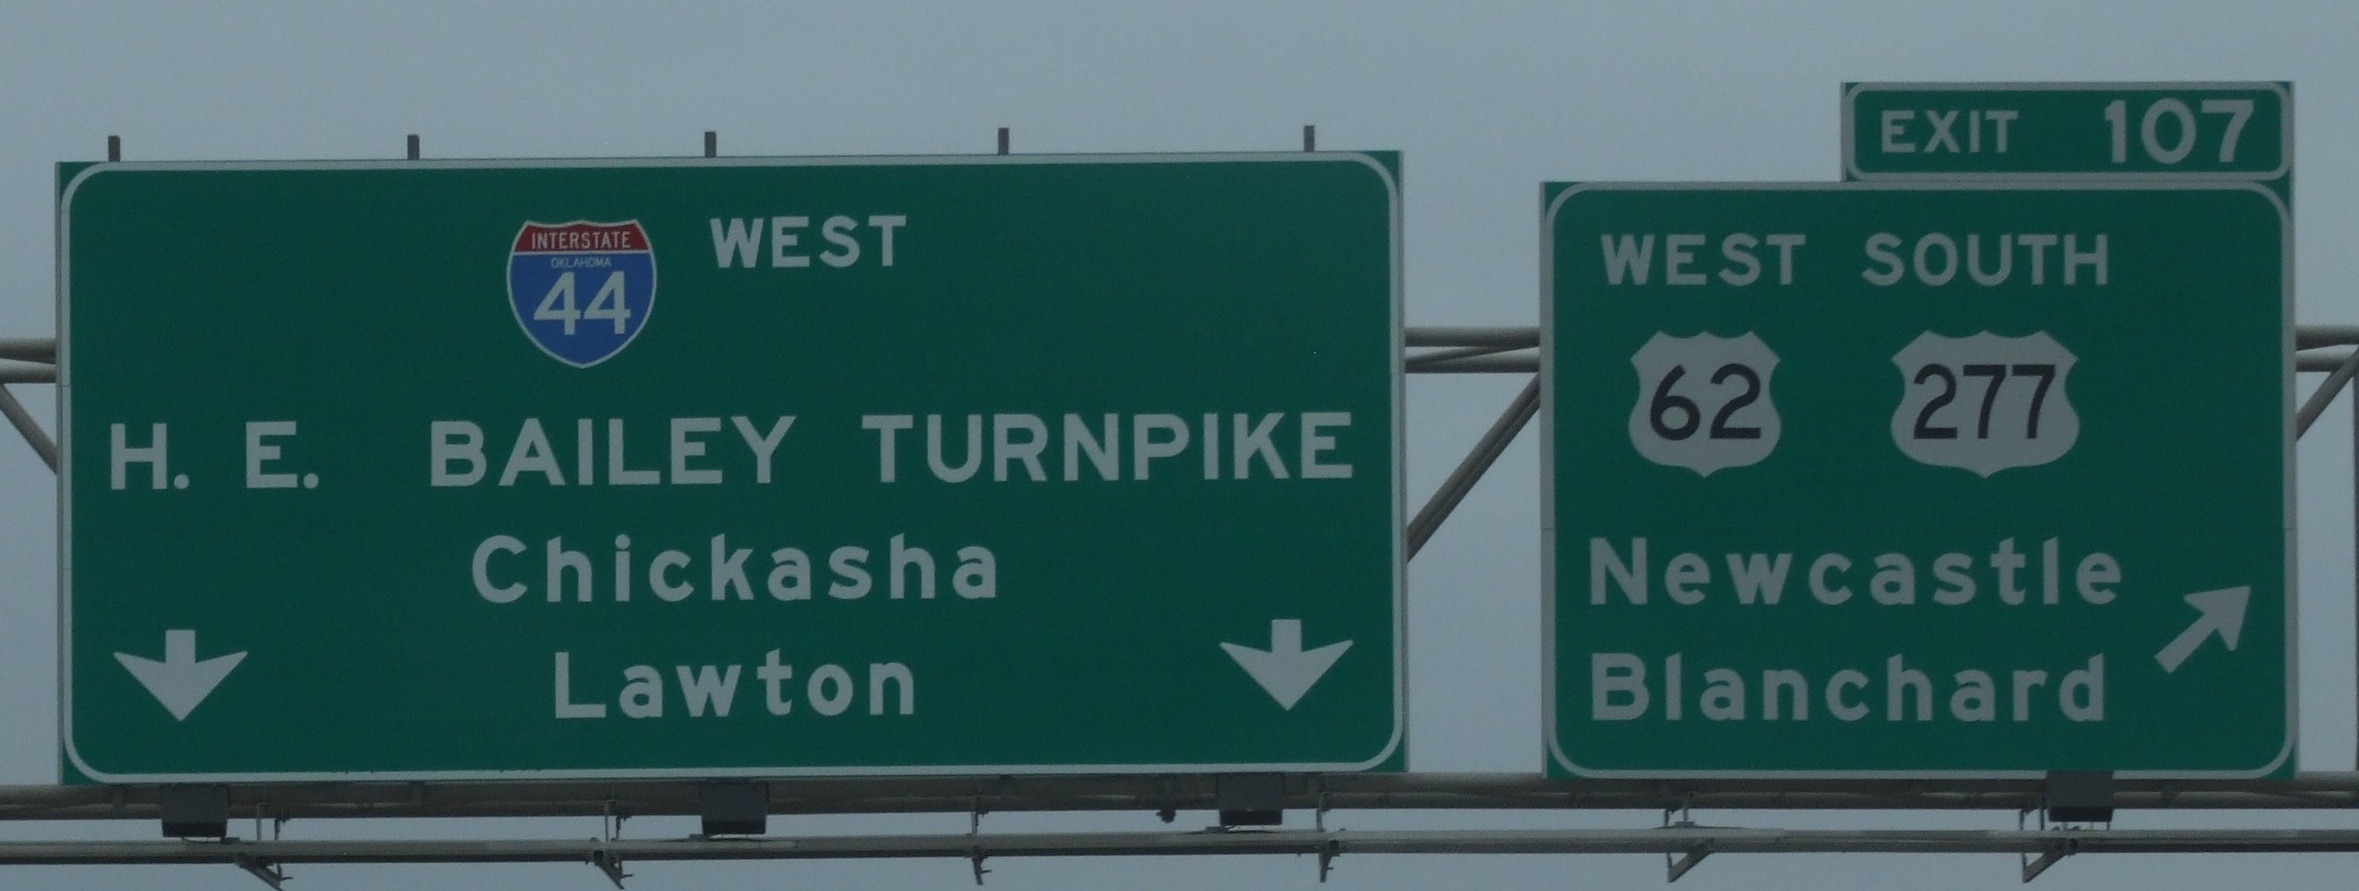 INTERSTATE
OKLAHOMA
44
WEST
H. E. BAILEY TURNPIKE
Chickasha
Lawton
EXIT 107
WEST SOUTH
62 277
Newcastle
Blanchard